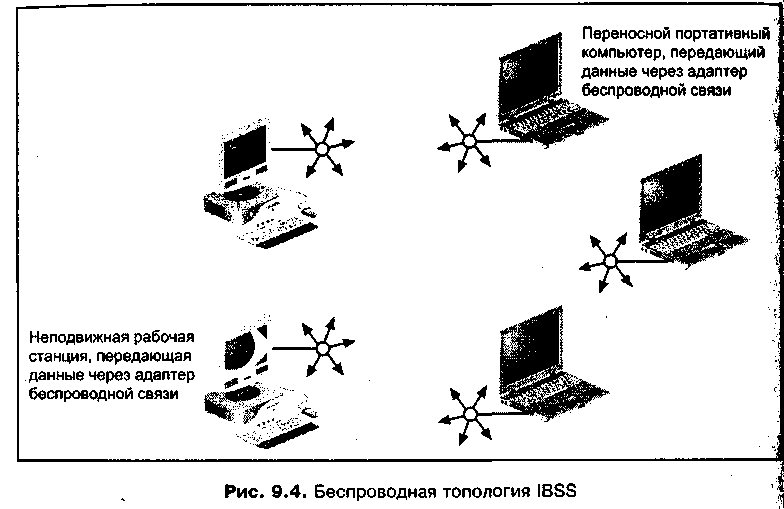 Переносной портативный
компьютер, передающий
данные через адаптер
беспроводной связи
Неподвижная рабочая
станция, передающая
данные через адаптер
беспроводной связи
Рис. 9.4. Беспроводная топология IBSS